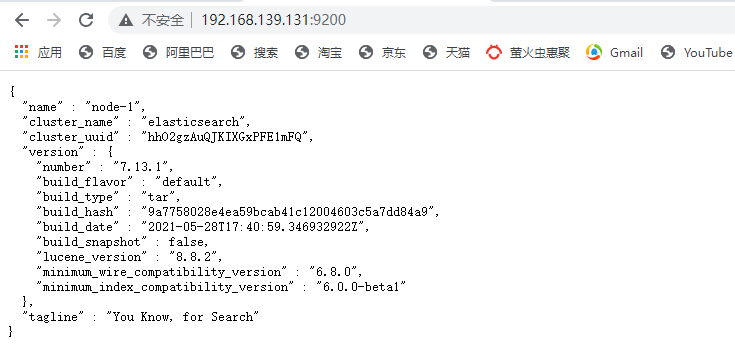 不安全 | 192.168.139.131:9200
应用 百度 阿里巴巴 搜索 淘宝 京东 天猫 萤火虫惠聚 Gmail YouTube
{
"name" : "node-1",
"cluster_name" : "elasticsearch",
"cluster_uuid" : "hhO2gzAuQJKIXGxPFE1mFQ",
"version" : {
"number" : "7.13.1",
"build_flavor" : "default",
"build_type" : "tar",
"build_hash" : "9a7758028e4ea59bcab41c12004603c5a7dd84a9",
"build_date" : "2021-05-28T17:40:59.346932922Z",
"build_snapshot" : false,
"lucene_version" : "8.8.2",
"minimum_wire_compatibility_version" : "6.8.0",
"minimum_index_compatibility_version" : "6.0.0-beta1"
},
"tagline" : "You Know, for Search"
}